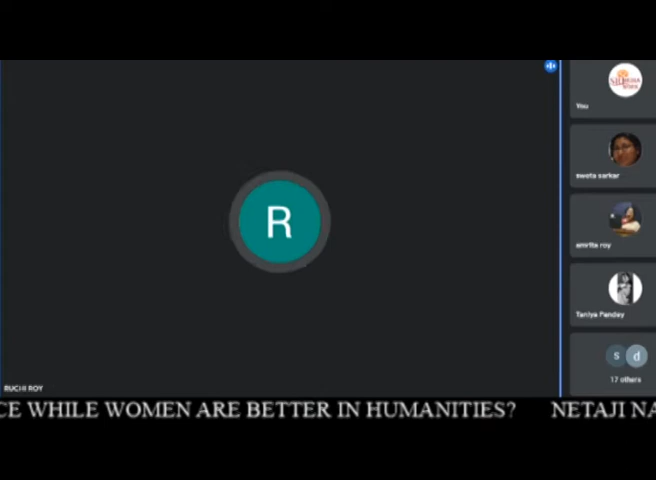 You
sweta sarkar
amrita roy
Taniya Pandey
R
s d
17 others
RUCHI ROY
CE WHILE WOMEN ARE BETTER IN HUMANITIES? NETAJI NA